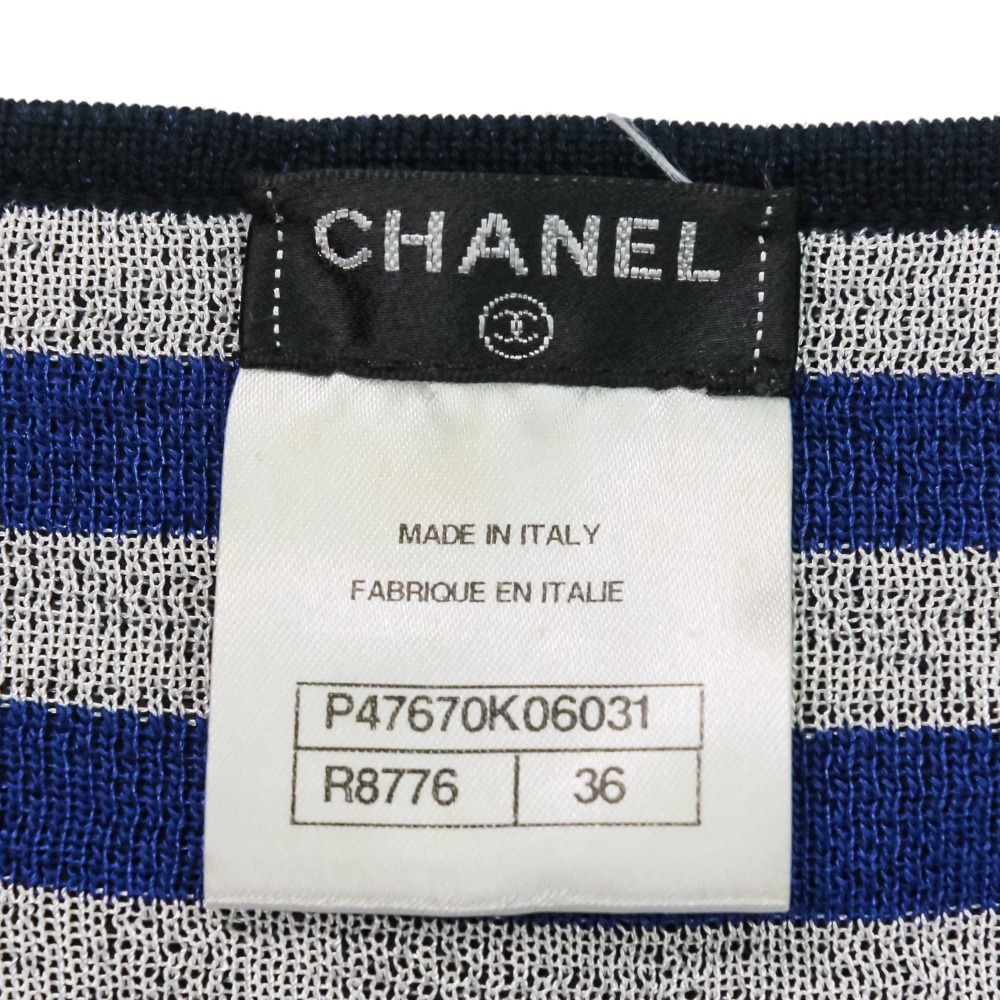 CHANEL
MADE IN ITALY
FABRIQUE EN ITALIE
P47670K06031
R8776 36